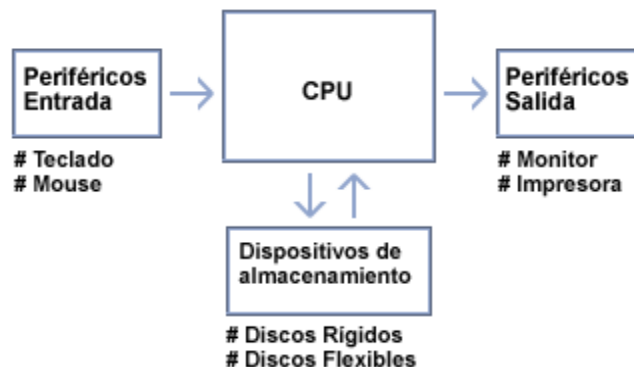 Periféricos
Entrada
# Teclado
# Mouse
CPU
Periféricos
Salida
# Monitor
# Impresora
Dispositivos de
almacenamiento
# Discos Rígidos
# Discos Flexibles